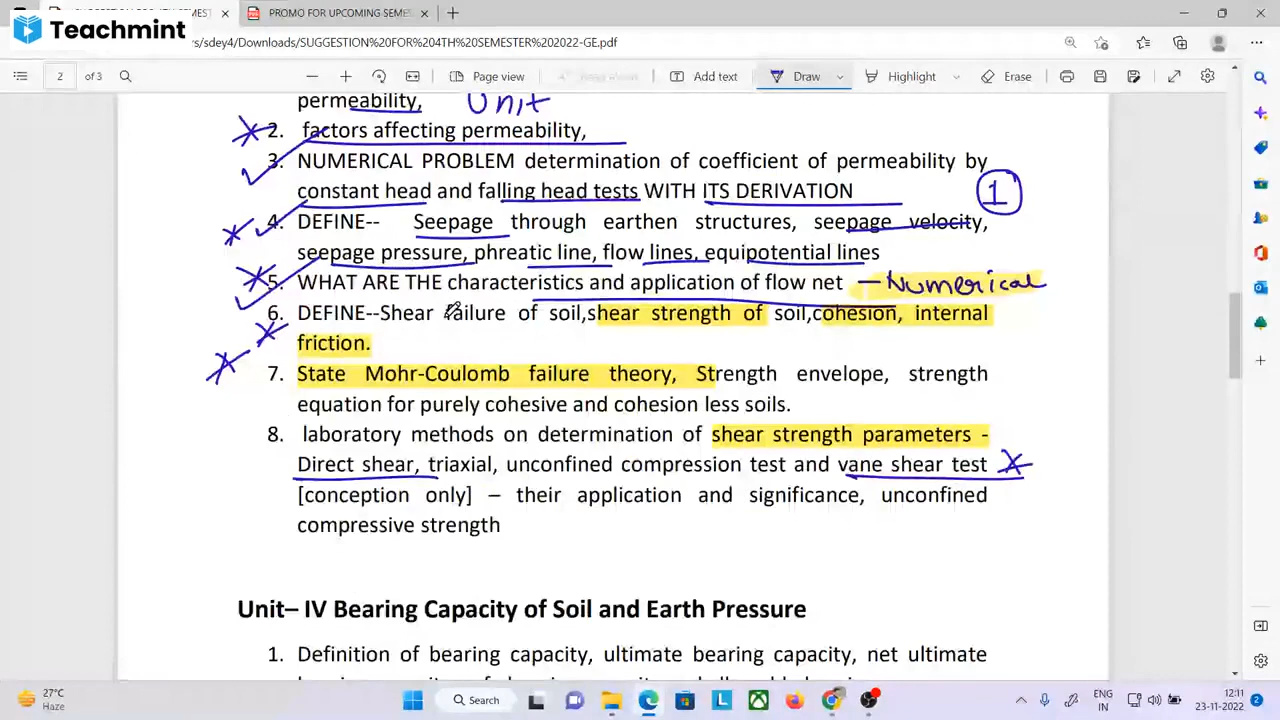 SEMEST
PROMO FOR UPCOMING SEMES
Teachmint
rs/sdey4/Downloads/SUGGESTION%20FOR%204TH%20SEMESTER%202022-GE.pdf
2 of 3
Page view
Read aloud
Add text
Draw
Highlight
Erase
permeability, Unit
2. factors affecting permeability,
3. NUMERICAL PROBLEM determination of coefficient of permeability by
constant head and falling head tests WITH ITS DERIVATION 1
4. DEFINE-- Seepage through earthen structures, seepage velocity,
seepage pressure, phreatic line, flow lines, equipotential lines
5. WHAT ARE THE characteristics and application of flow net — Numerical
6. DEFINE--Shear failure of soil,shear strength of soil,cohesion, internal
friction.
7. State Mohr-Coulomb failure theory, Strength envelope, strength
equation for purely cohesive and cohesion less soils.
8. laboratory methods on determination of shear strength parameters -
Direct shear, triaxial, unconfined compression test and vane shear test
[conception only] – their application and significance, unconfined
compressive strength
Unit– IV Bearing Capacity of Soil and Earth Pressure
1. Definition of bearing capacity, ultimate bearing capacity, net ultimate
27°C
Haze
Search
ENG
IN
12:11
23-11-2022